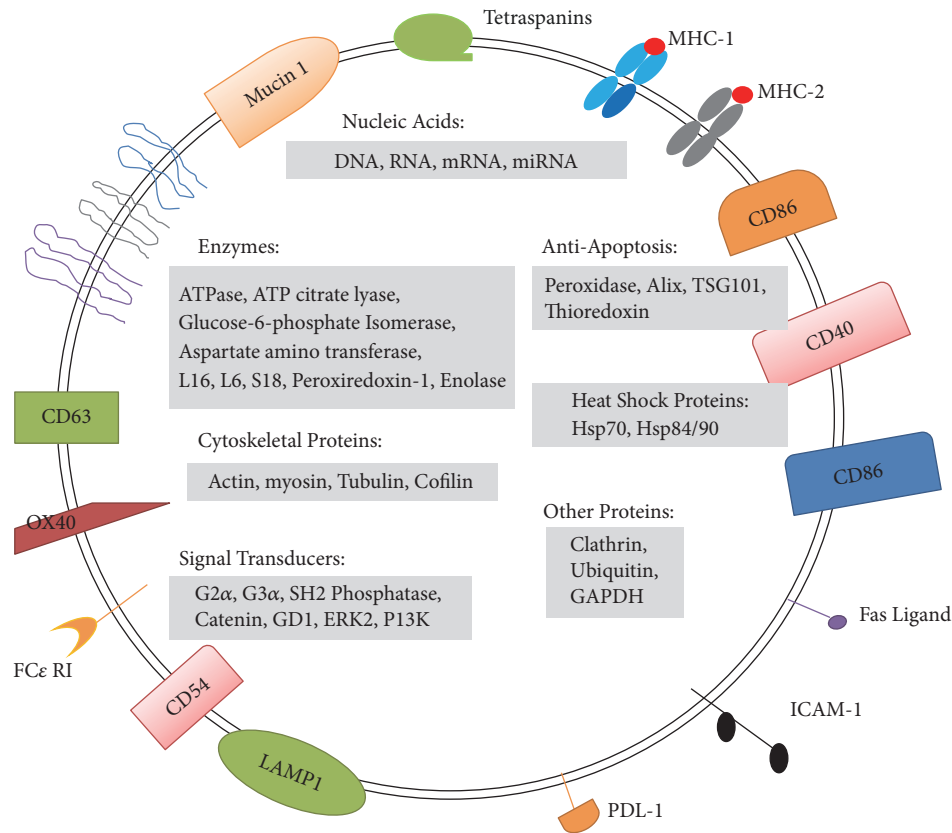 Tetraspanins
MHC-1
Mucin 1
MHC-2
Nucleic Acids:
DNA, RNA, mRNA, miRNA
CD86
Enzymes:
ATPase, ATP citrate lyase,
Glucose-6-phosphate Isomerase,
Aspartate amino transferase,
L16, L6, S18, Peroxiredoxin-1, Enolase
Anti-Apoptosis:
Peroxidase, Alix, TSG101,
Thioredoxin
CD40
Heat Shock Proteins:
Hsp70, Hsp84/90
CD63
Cytoskeletal Proteins:
Actin, myosin, Tubulin, Cofilin
CD86
OX40
Other Proteins:
Clathrin,
Ubiquitin,
GAPDH
Signal Transducers:
G2α, G3α, SH2 Phosphatase,
Catenin, GD1, ERK2, P13K
Fas Ligand
FCε RI
CD54
ICAM-1
LAMP1
PDL-1